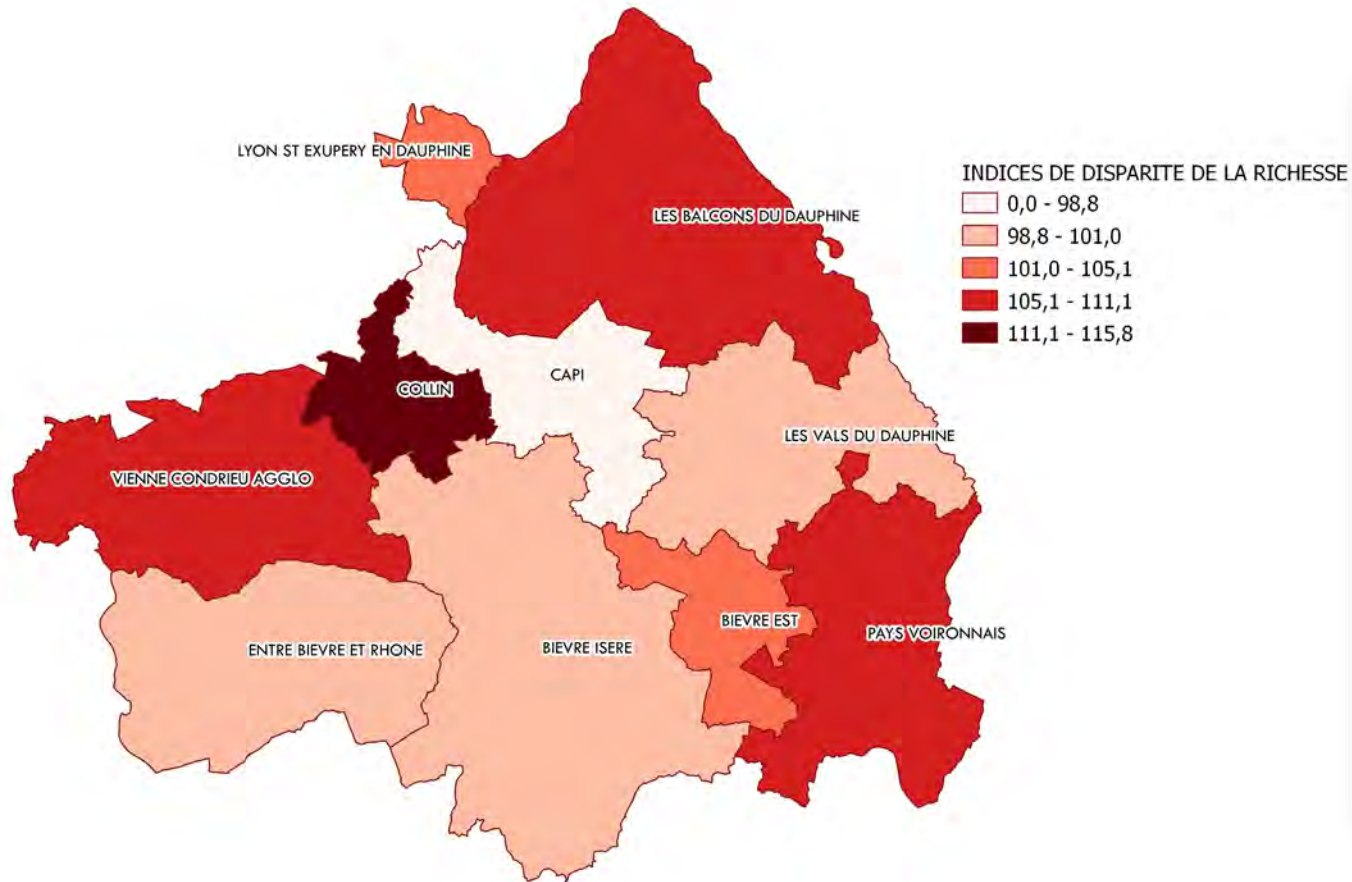 LYON ST EXUPERY EN DAUPHINE
LES BALCONS DU DAUPHINE
CAPI
COLLIN
LES VALS DU DAUPHINE
VIENNE CONDRIEU AGGLO
BIEVRE EST
PAYS VOIRONNAIS
ENTRE BIEVRE ET RHONE
BIEVRE ISERE
INDICES DE DISPARITE DE LA RICHESSE
0,0 - 98,8
98,8 - 101,0
101,0 - 105,1
105,1 - 111,1
111,1 - 115,8